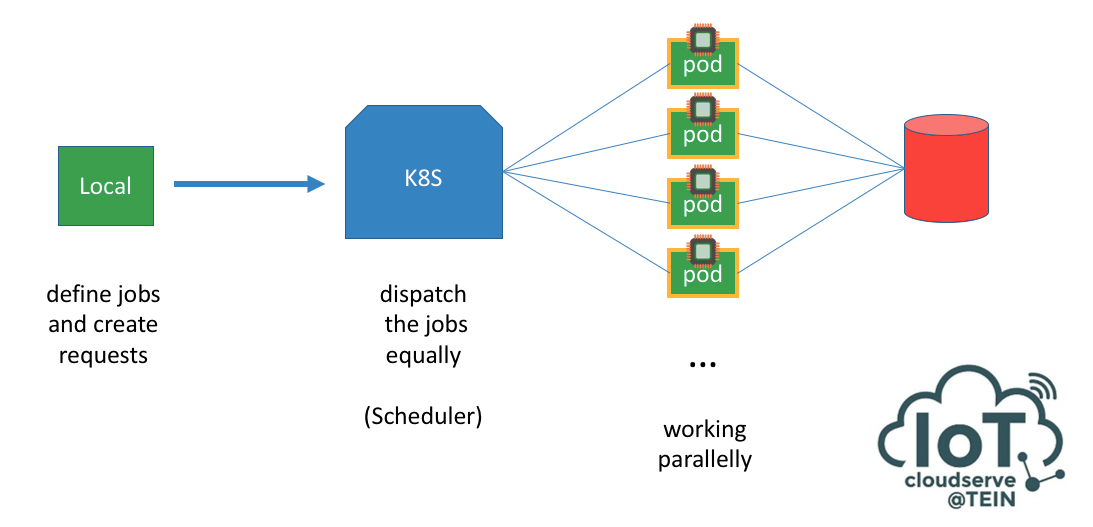 Local
define jobs
and create
requests
K8S
dispatch
the jobs
equally
(Scheduler)
pod
pod
pod
pod
...
working
parallelly
IoT
cloudserve
@TEIN